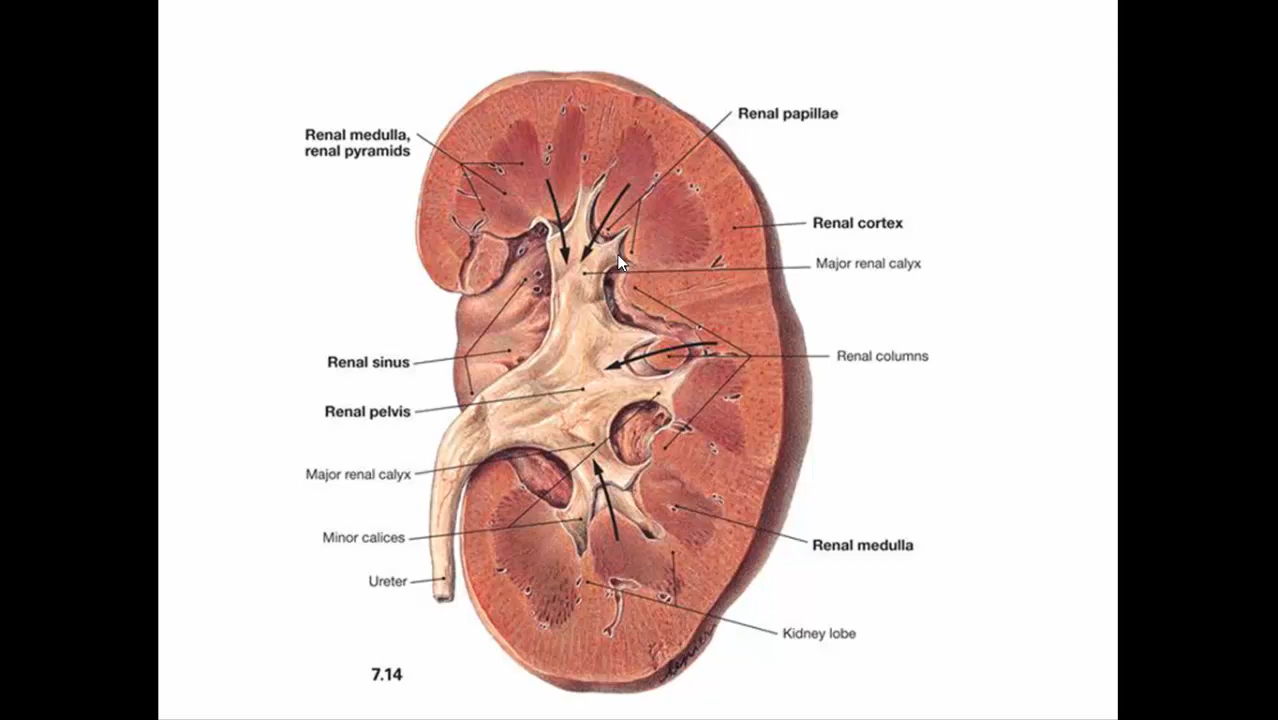 Renal papillae
Renal medulla,
renal pyramids
Renal cortex
Major renal calyx
Renal columns
Renal sinus
Renal pelvis
Major renal calyx
Minor calices
Renal medulla
Ureter
Kidney lobe
7.14